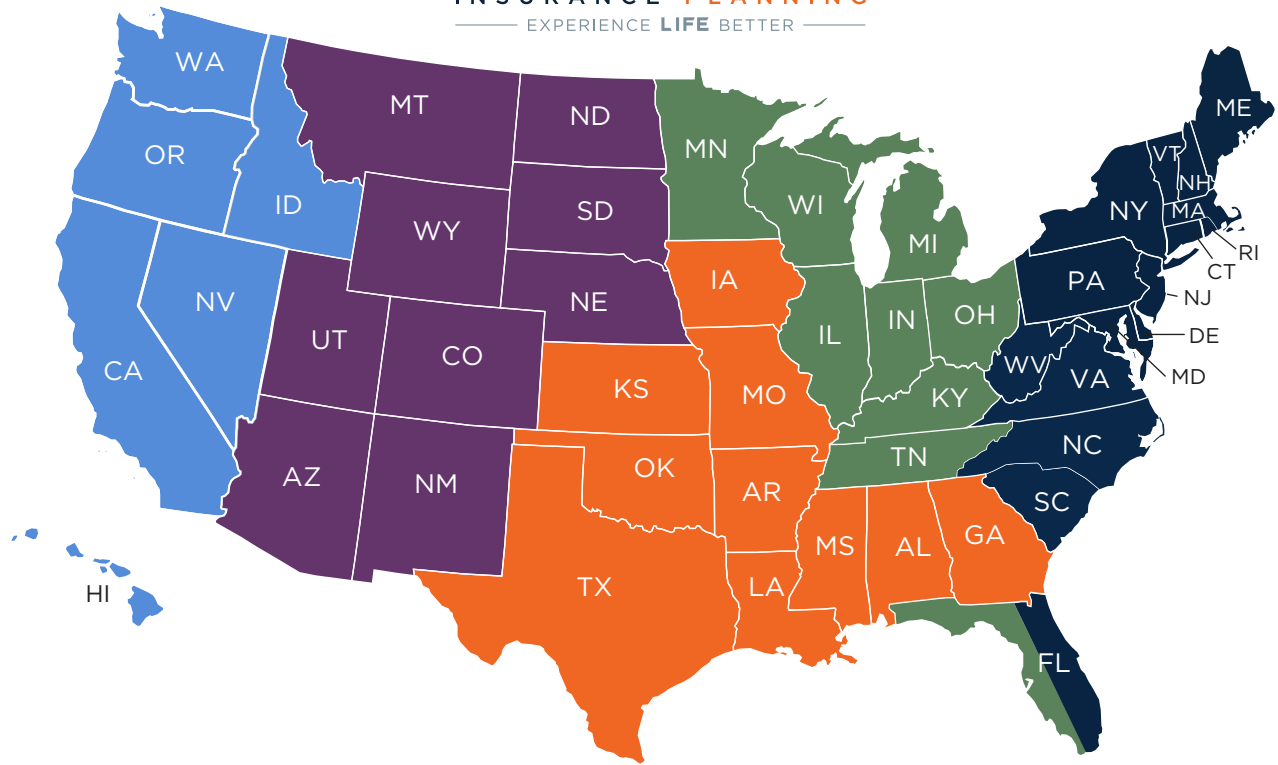 INSURANCE PLANNING
EXPERIENCE LIFE BETTER
WA
MT
ND
MN
ME
OR
ID
WY
SD
WI
MI
VT
NH
NY
MA
RI
CT
NV
UT
CO
NE
IA
IL
IN
OH
PA
NJ
DE
MD
CA
KS
MO
KY
WV
VA
AZ
NM
OK
AR
TN
NC
SC
HI
TX
LA
MS
AL
GA
FL